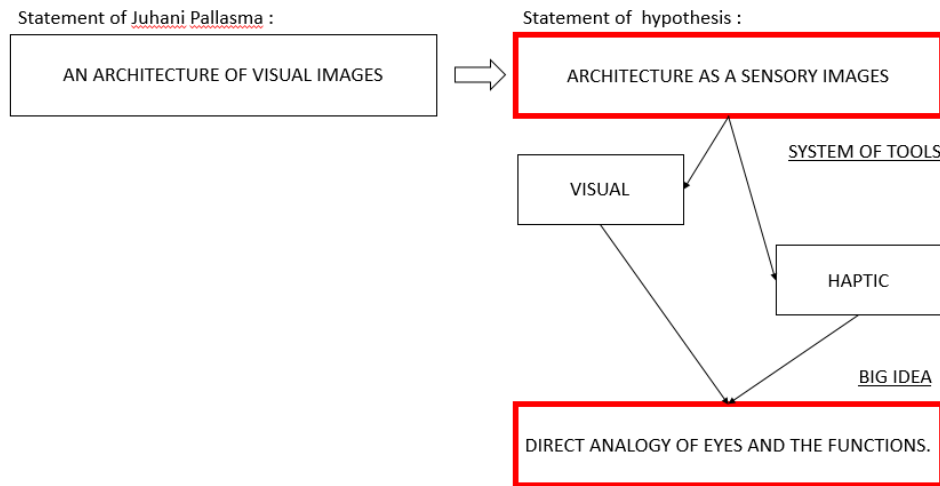 Statement of Juhani Pallasma :
AN ARCHITECTURE OF VISUAL IMAGES
Statement of hypothesis :
ARCHITECTURE AS A SENSORY IMAGES
SYSTEM OF TOOLS
VISUAL
HAPTIC
BIG IDEA
DIRECT ANALOGY OF EYES AND THE FUNCTIONS.